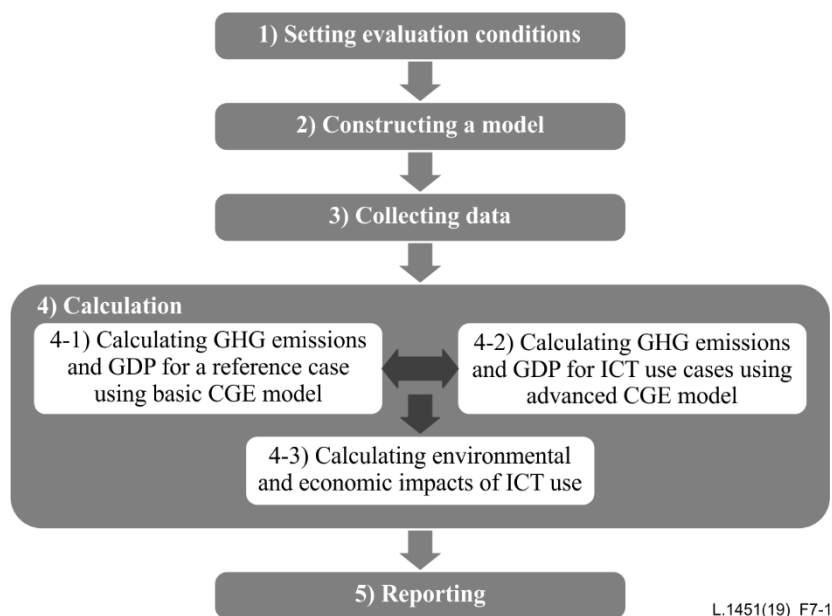 1) Setting evaluation conditions
2) Constructing a model
3) Collecting data
4) Calculation
4-1) Calculating GHG emissions
and GDP for a reference case
using basic CGE model
4-2) Calculating GHG emissions
and GDP for ICT use cases using
advanced CGE model
4-3) Calculating environmental
and economic impacts of ICT use
5) Reporting
L.1451(19)_F7-1